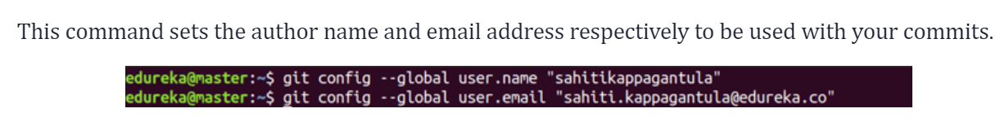 This command sets the author name and email address respectively to be used with your commits.
edureka@master:~$ git config --global user.name "sahitikappagantula"
edureka@master:~$ git config --global user.email "sahiti.kappagantula@edureka.co"